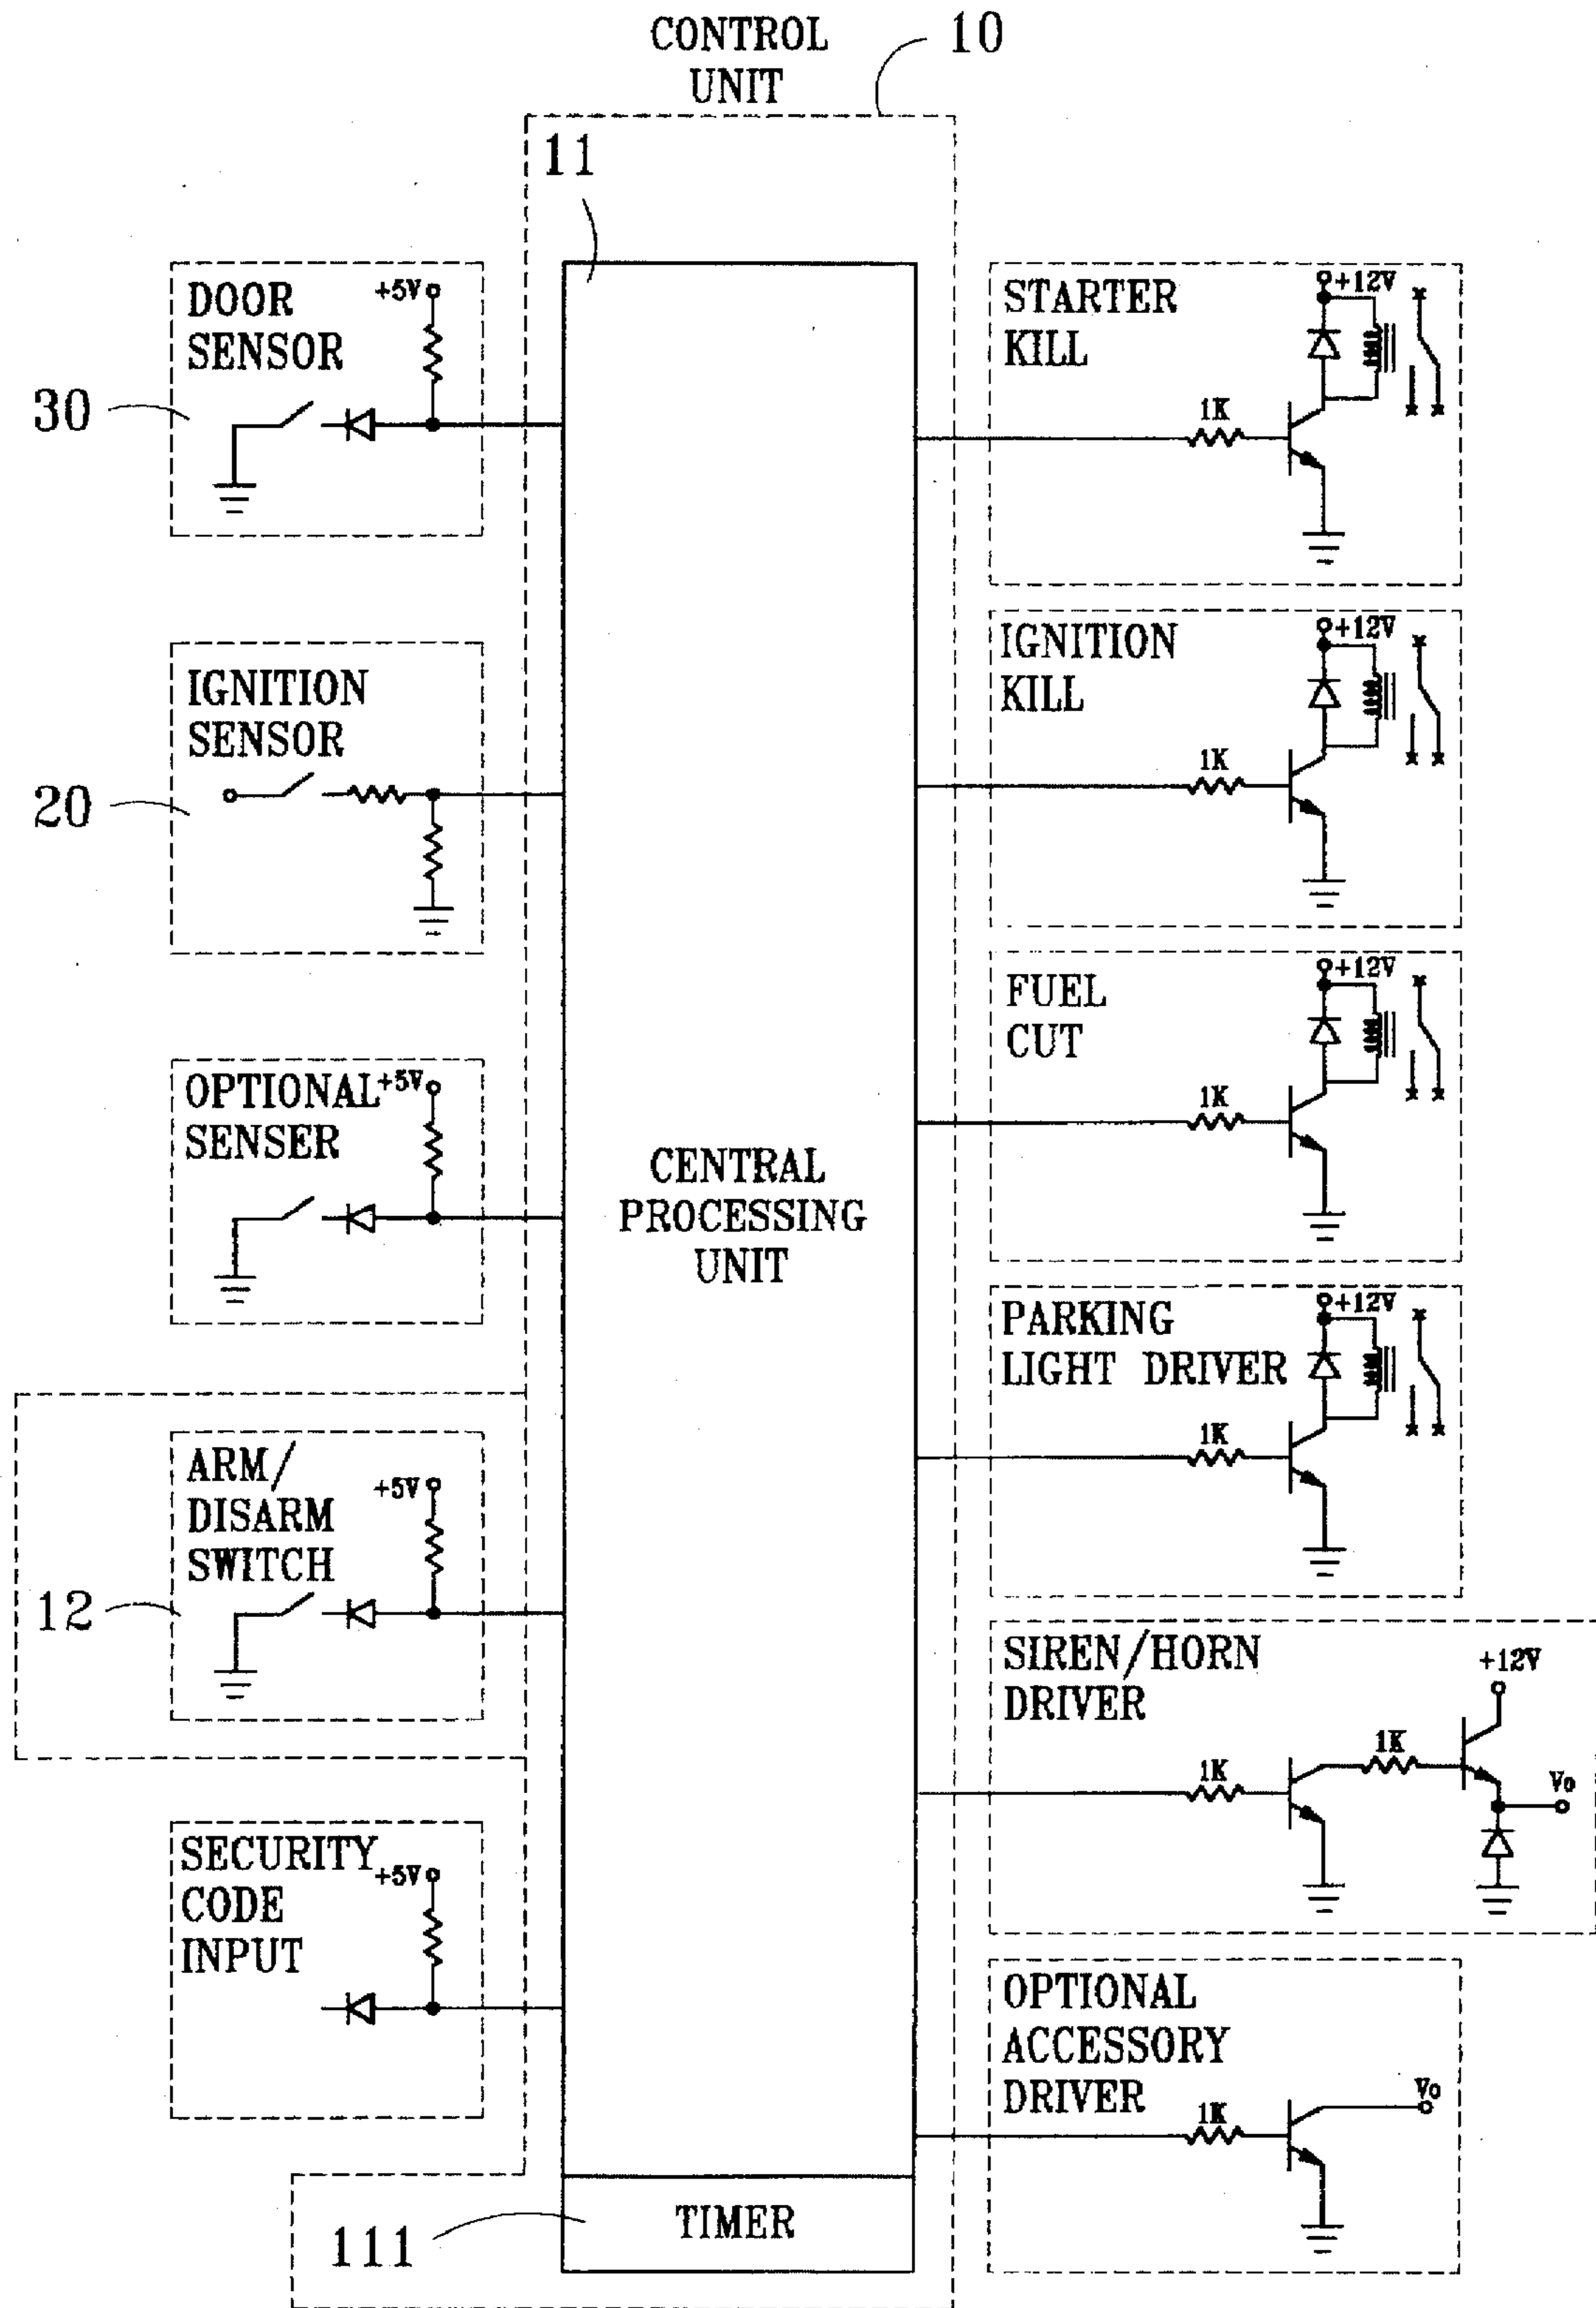 CONTROL
UNIT
10
11
DOOR
SENSOR
+5V
30
IGNITION
SENSOR
20
OPTIONAL
SENSER
+5V
ARM/
DISARM
SWITCH
+5V
12
SECURITY
CODE
INPUT
+5V
CENTRAL
PROCESSING
UNIT
TIMER
111
STARTER
KILL
+12V
1K
IGNITION
KILL
+12V
1K
FUEL
CUT
+12V
1K
PARKING
LIGHT DRIVER
+12V
1K
SIREN/HORN
DRIVER
+12V
1K
1K
Vo
OPTIONAL
ACCESSORY
DRIVER
1K
Vo